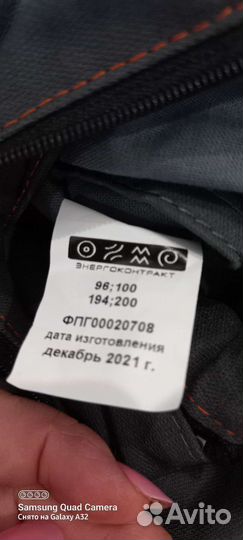 ЭНЕРГОКОНТРАКТ
96;100
194;200
ФПГ00020708
дата изготовления
декабрь 2021 г.
Samsung Quad Camera
Снято на Galaxy A32
Avito